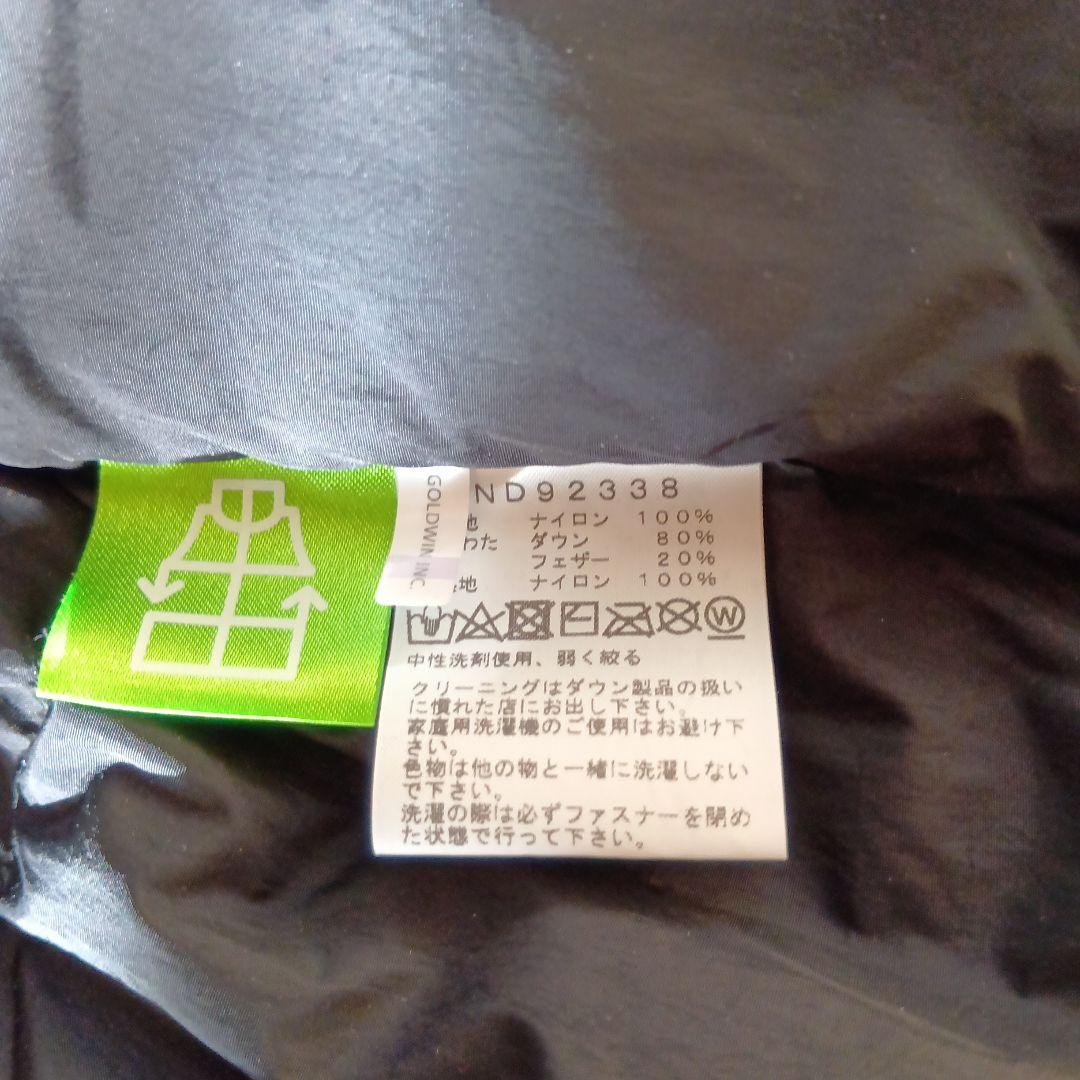 GOLDWIN INC.
ND92338
地 ナイロン 100%
わた ダウン 80%
フェザー 20%
地 ナイロン 100%
W
中性洗剤使用、弱く絞る
クリーニングはダウン製品の扱い
に慣れた店にお出し下さい。
家庭用洗濯機のご使用はお避け下
さい。
色物は他の物と一緒に洗濯しない
で下さい。
洗濯の際は必ずファスナーを閉め
た状態で行って下さい。